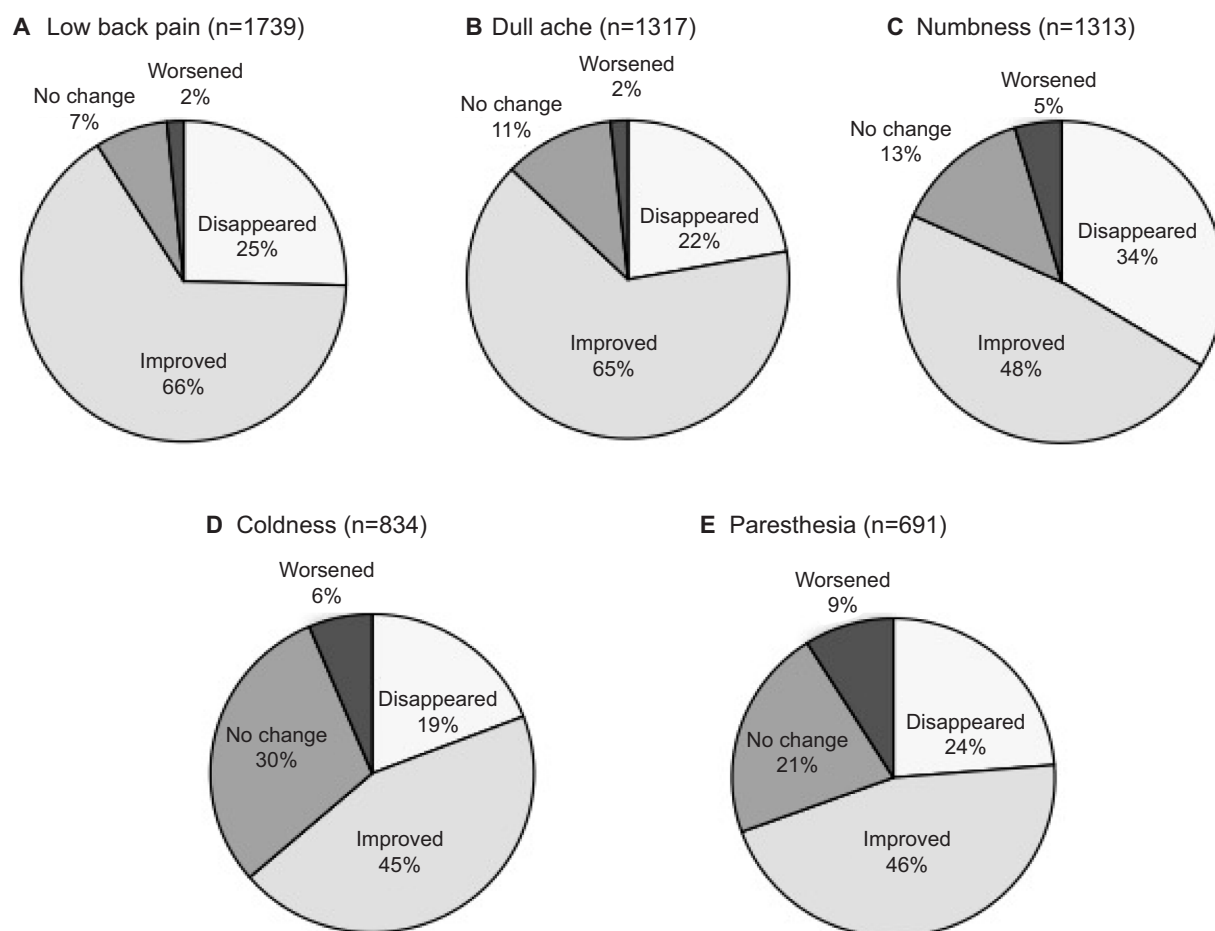 A Low back pain (n=1739)
Worsened
2%
No change
7%
Disappeared
25%
Improved
66%
B Dull ache (n=1317)
Worsened
2%
No change
11%
Disappeared
22%
Improved
65%
C Numbness (n=1313)
Worsened
5%
No change
13%
Disappeared
34%
Improved
48%
D Coldness (n=834)
Worsened
6%
Disappeared
19%
No change
30%
Improved
45%
E Paresthesia (n=691)
Worsened
9%
Disappeared
24%
No change
21%
Improved
46%